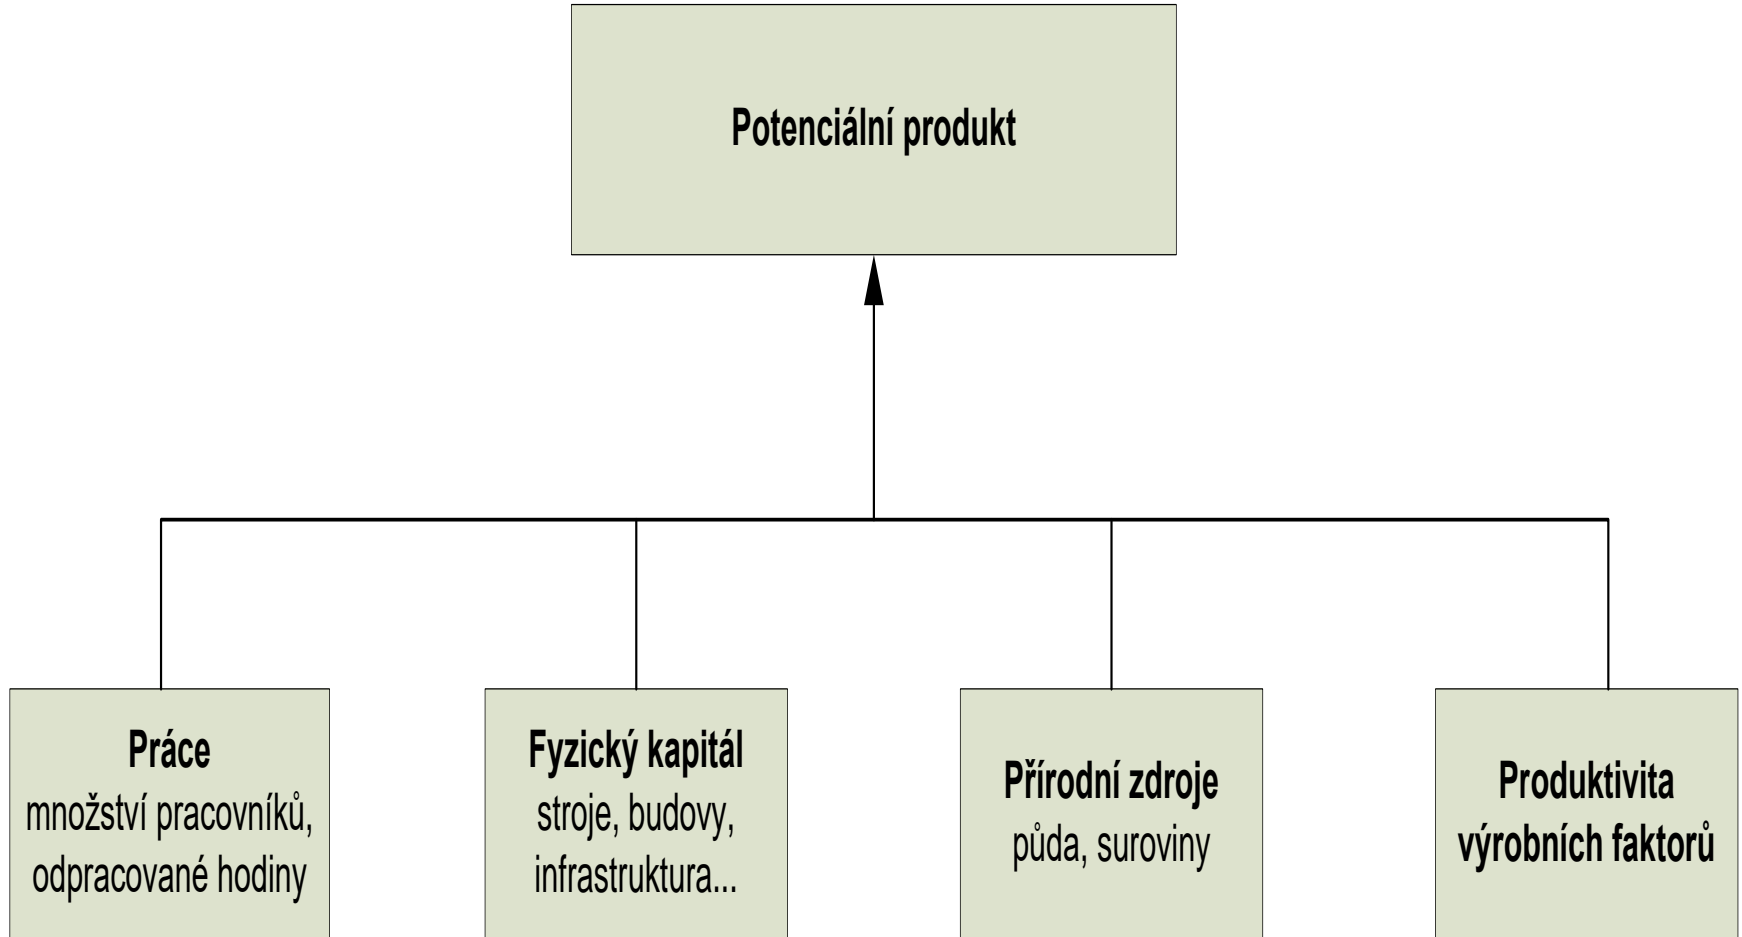 Potenciální produkt
Práce
množství pracovníků,
odpracované hodiny
Fyzický kapitál
stroje, budovy,
infrastruktura...
Přírodní zdroje
půda, suroviny
Produktivita
výrobních faktorů